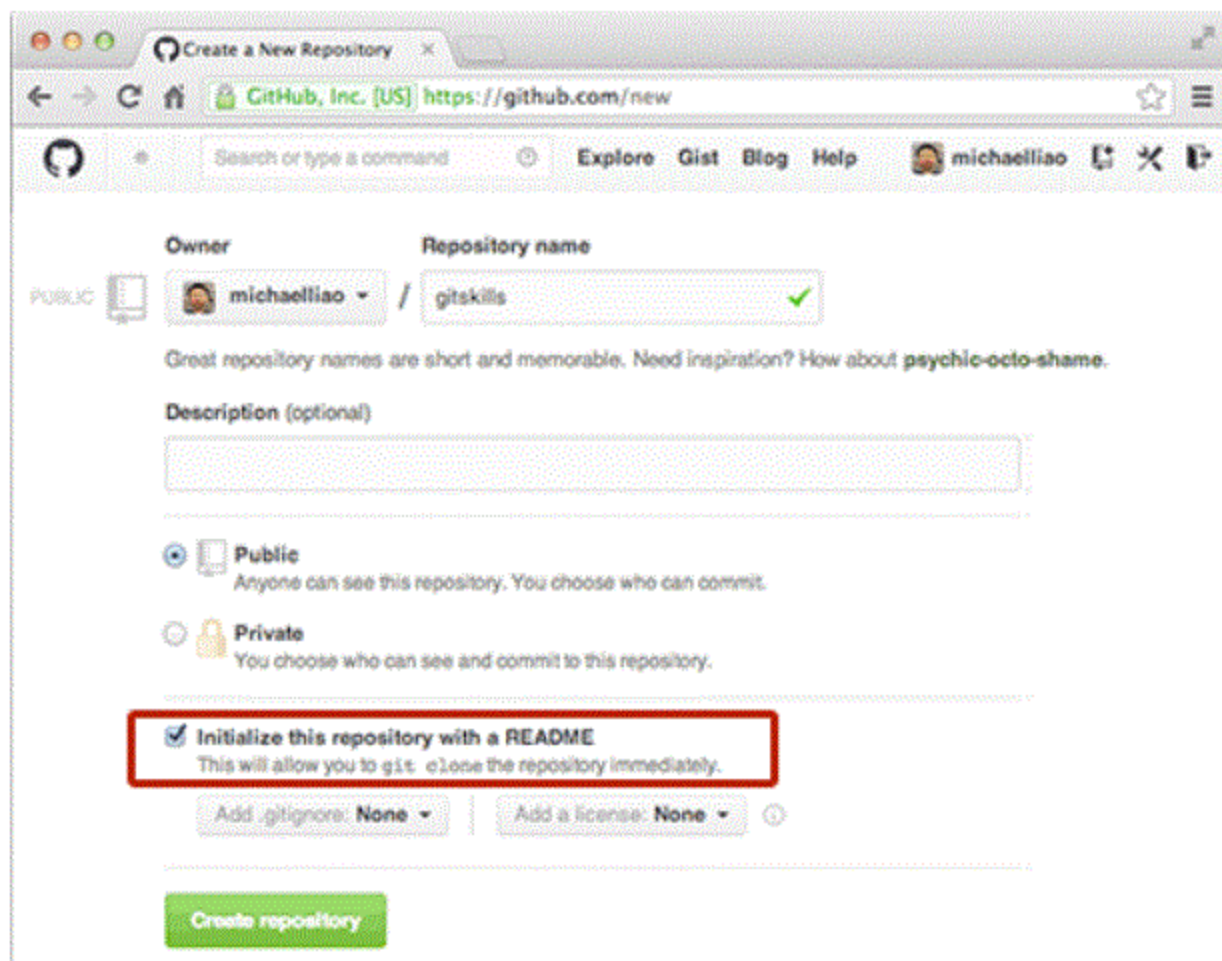 Create a New Repository
GitHub, Inc. [US] https://github.com/new
Search or type a command Explore Gist Blog Help michaelliao
Owner Repository name
PUBLIC michaelliao / gitskills
Great repository names are short and memorable. Need inspiration? How about psychic-octo-shame.
Description (optional)
Public
Anyone can see this repository. You choose who can commit.
Private
You choose who can see and commit to this repository.
Initialize this repository with a README
This will allow you to git clone the repository immediately.
Add .gitignore: None Add a license: None
Create repository